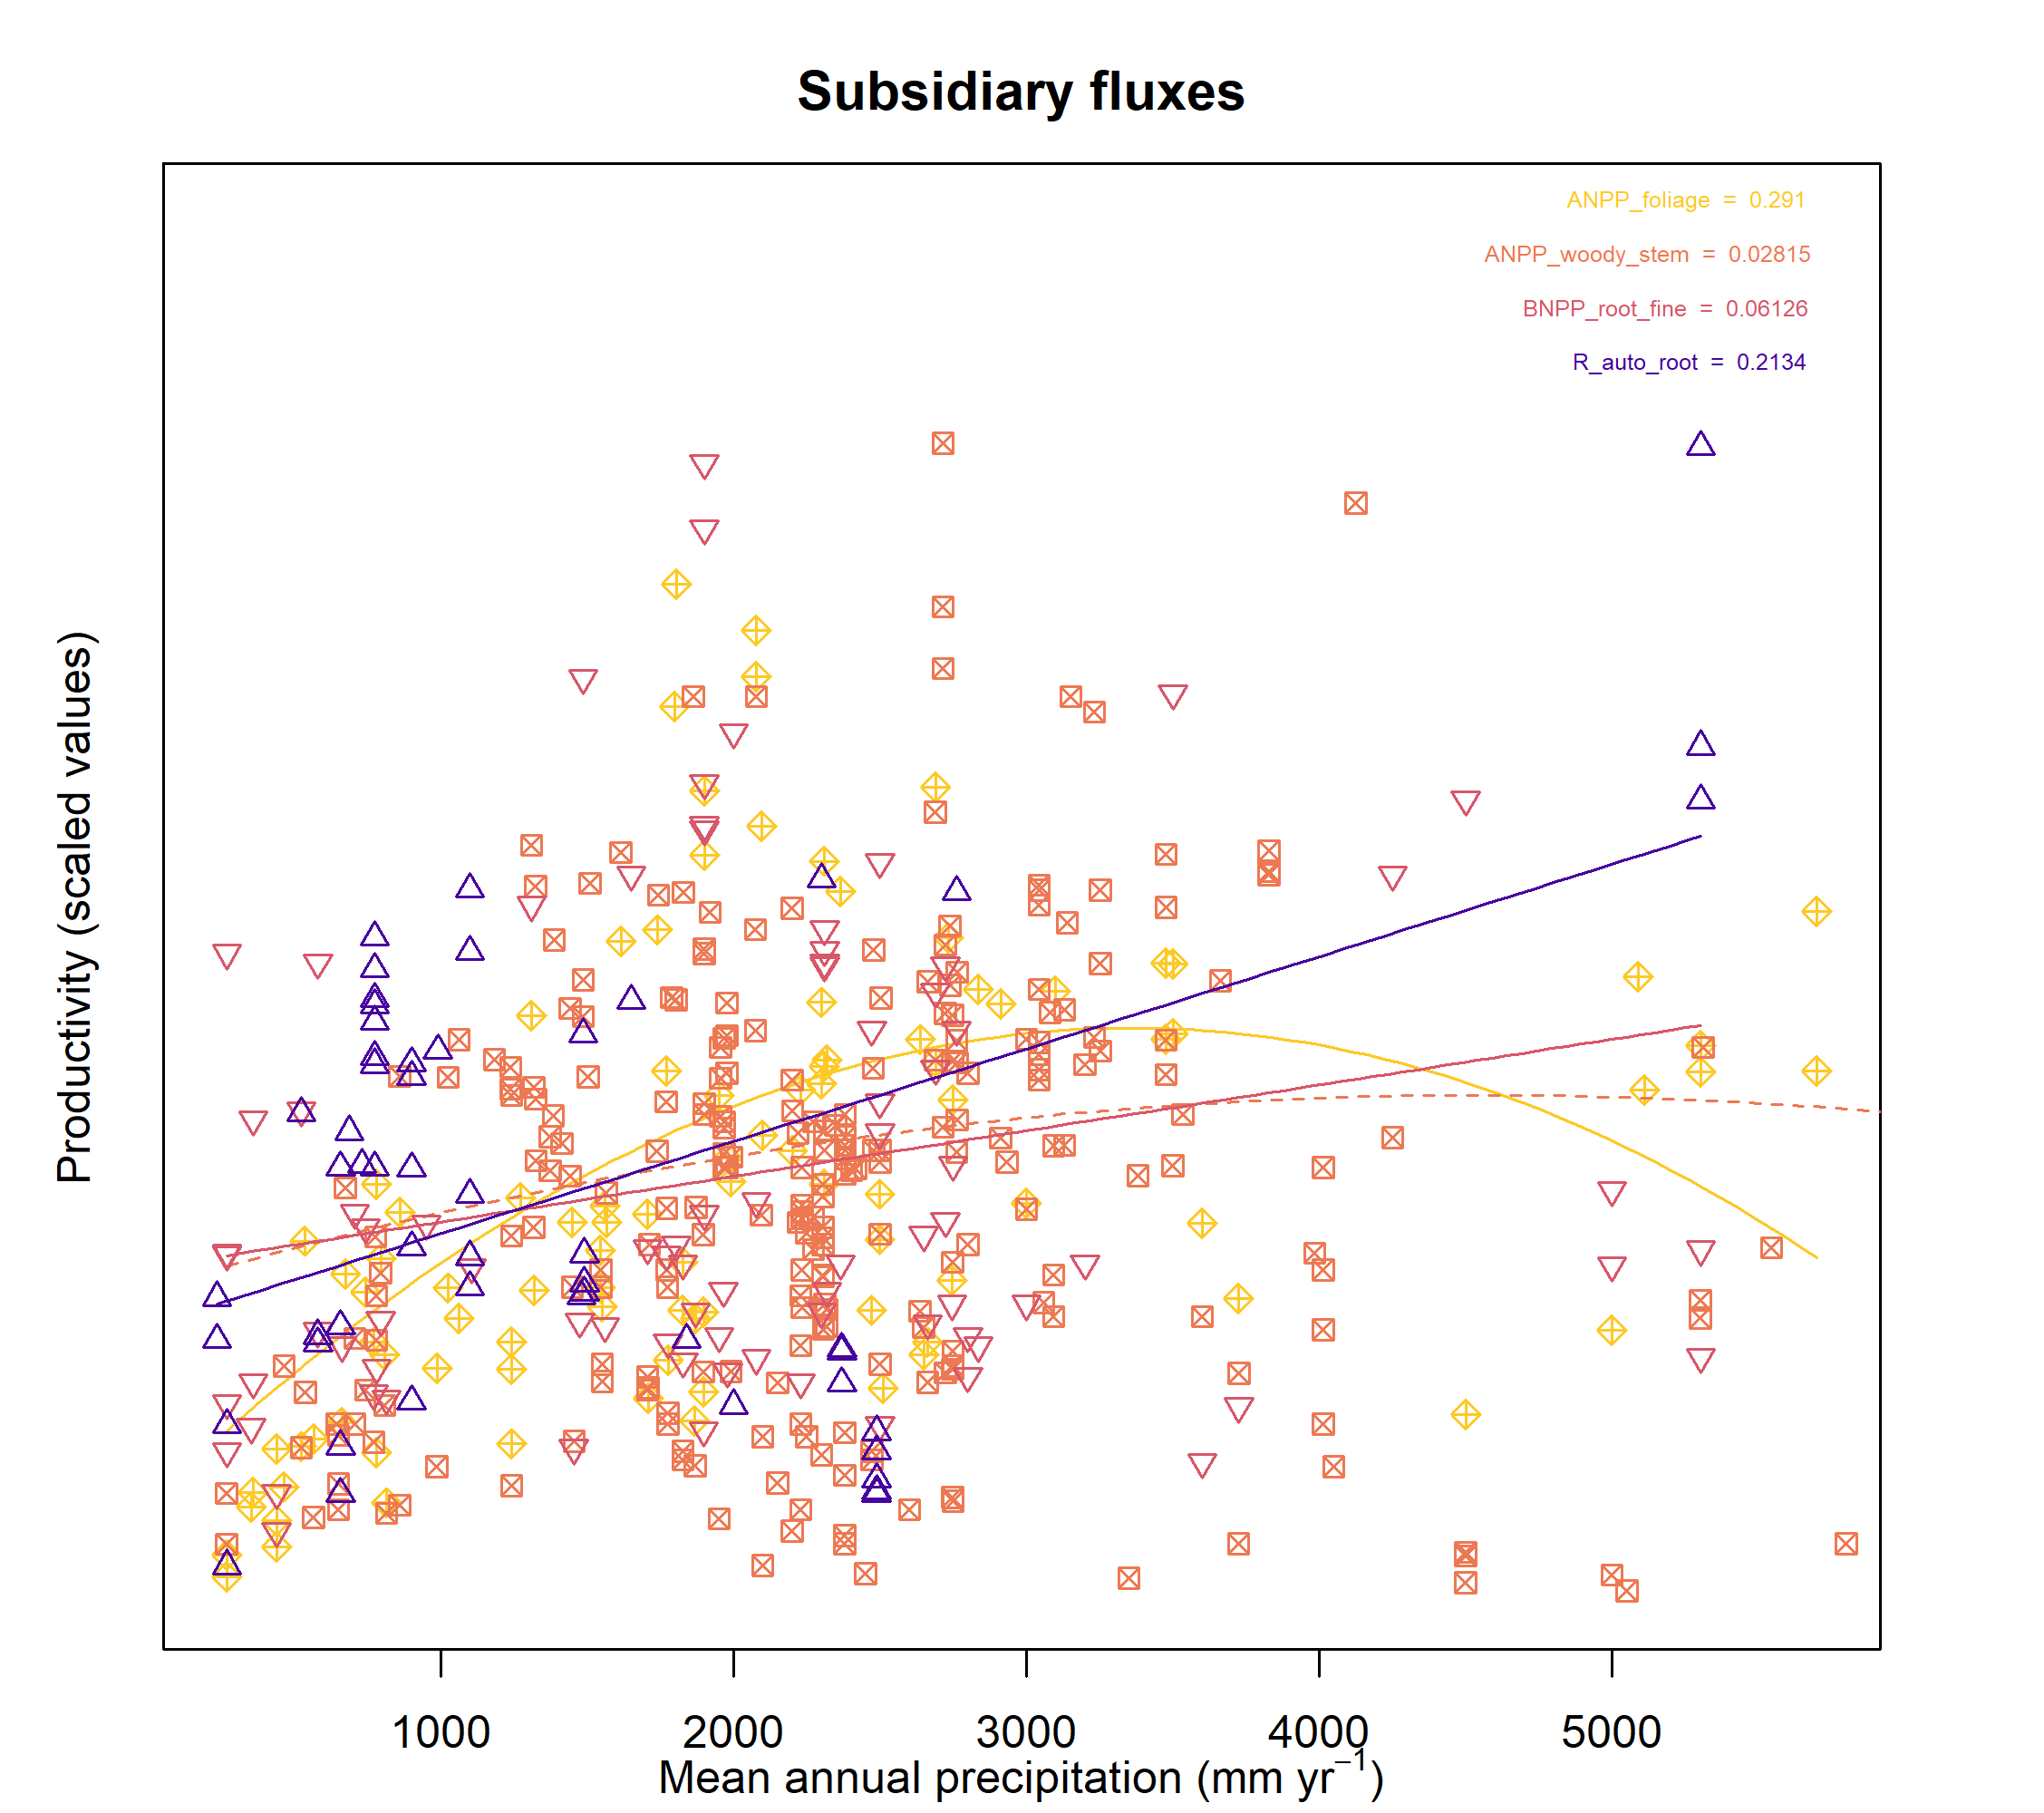 Subsidiary fluxes
ANPP_foliage = 0.291
ANPP_woody_stem = 0.02815
BNPP_root_fine = 0.06126
R_auto_root = 0.2134
Productivity (scaled values)
1000 2000 3000 4000 5000
Mean annual precipitation (mm yr⁻¹)